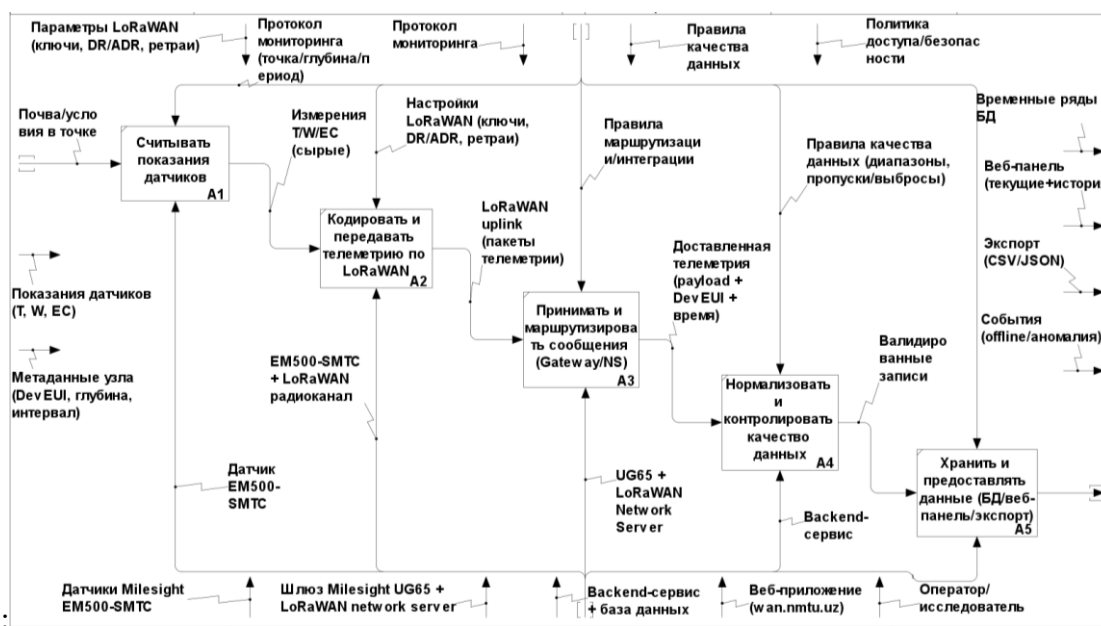 Параметры LoRaWAN
(ключи, DR/ADR, ретраи)
Протокол
мониторинга
(точка/глубина/п
ериод)
Протокол
мониторинга
Правила
качества
данных
Политика
доступа/безопас
ности
Почва/усло
вия в точке
Считывать
показания
датчиков
A1
Измерения
T/W/EC
(сырые)
Настройки
LoRaWAN (ключи,
DR/ADR, ретраи)
Правила
маршрутизаци
и/интеграции
Правила качества
данных (диапазоны,
пропуски/выбросы)
Временные ряды
БД
Веб-панель
(текущие+истори
Экспорт
(CSV/JSON)
События
(offline/аномалия)
Кодировать и
передавать
телеметрию по
LoRaWAN
A2
LoRaWAN
uplink
(пакеты
телеметрии)
Доставленная
телеметрия
(payload +
DevEUI +
время)
Показания датчиков
(T, W, EC)
Метаданные узла
(DevEUI, глубина,
интервал)
Принимать и
маршрутизирова
ть сообщения
(Gateway/NS)
A3
EM500-SMTC
+ LoRaWAN
радиоканал
Валидиро
ванные
записи
Нормализовать
и
контролировать
качество
данных
A4
Датчик
EM500-
SMTC
UG65 +
LoRaWAN
Network
Server
Backend-
сервис
Хранить и
предоставлять
данные (БД/веб-
панель/экспорт)
A5
Датчики Milesight
EM500-SMTC
Шлюз Milesight UG65 +
LoRaWAN network server
Backend-сервис
+ база данных
Веб-приложение
(wan.nmtu.uz)
Оператор/
исследователь
: